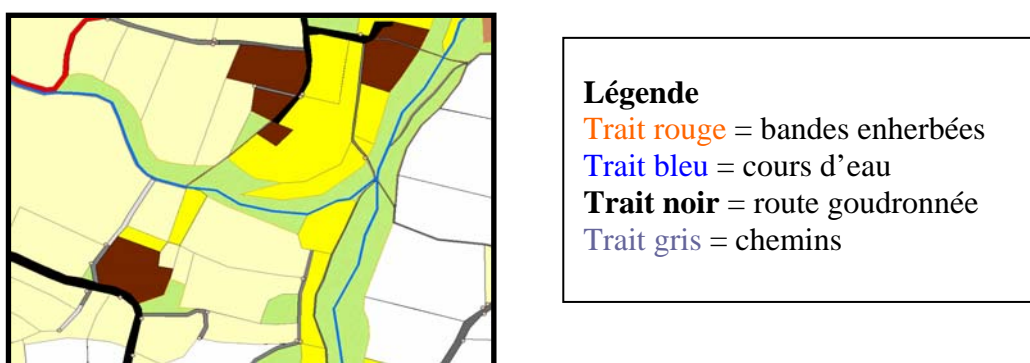 Légende
Trait rouge = bandes enherbées
Trait bleu = cours d’eau
Trait noir = route goudronnée
Trait gris = chemins